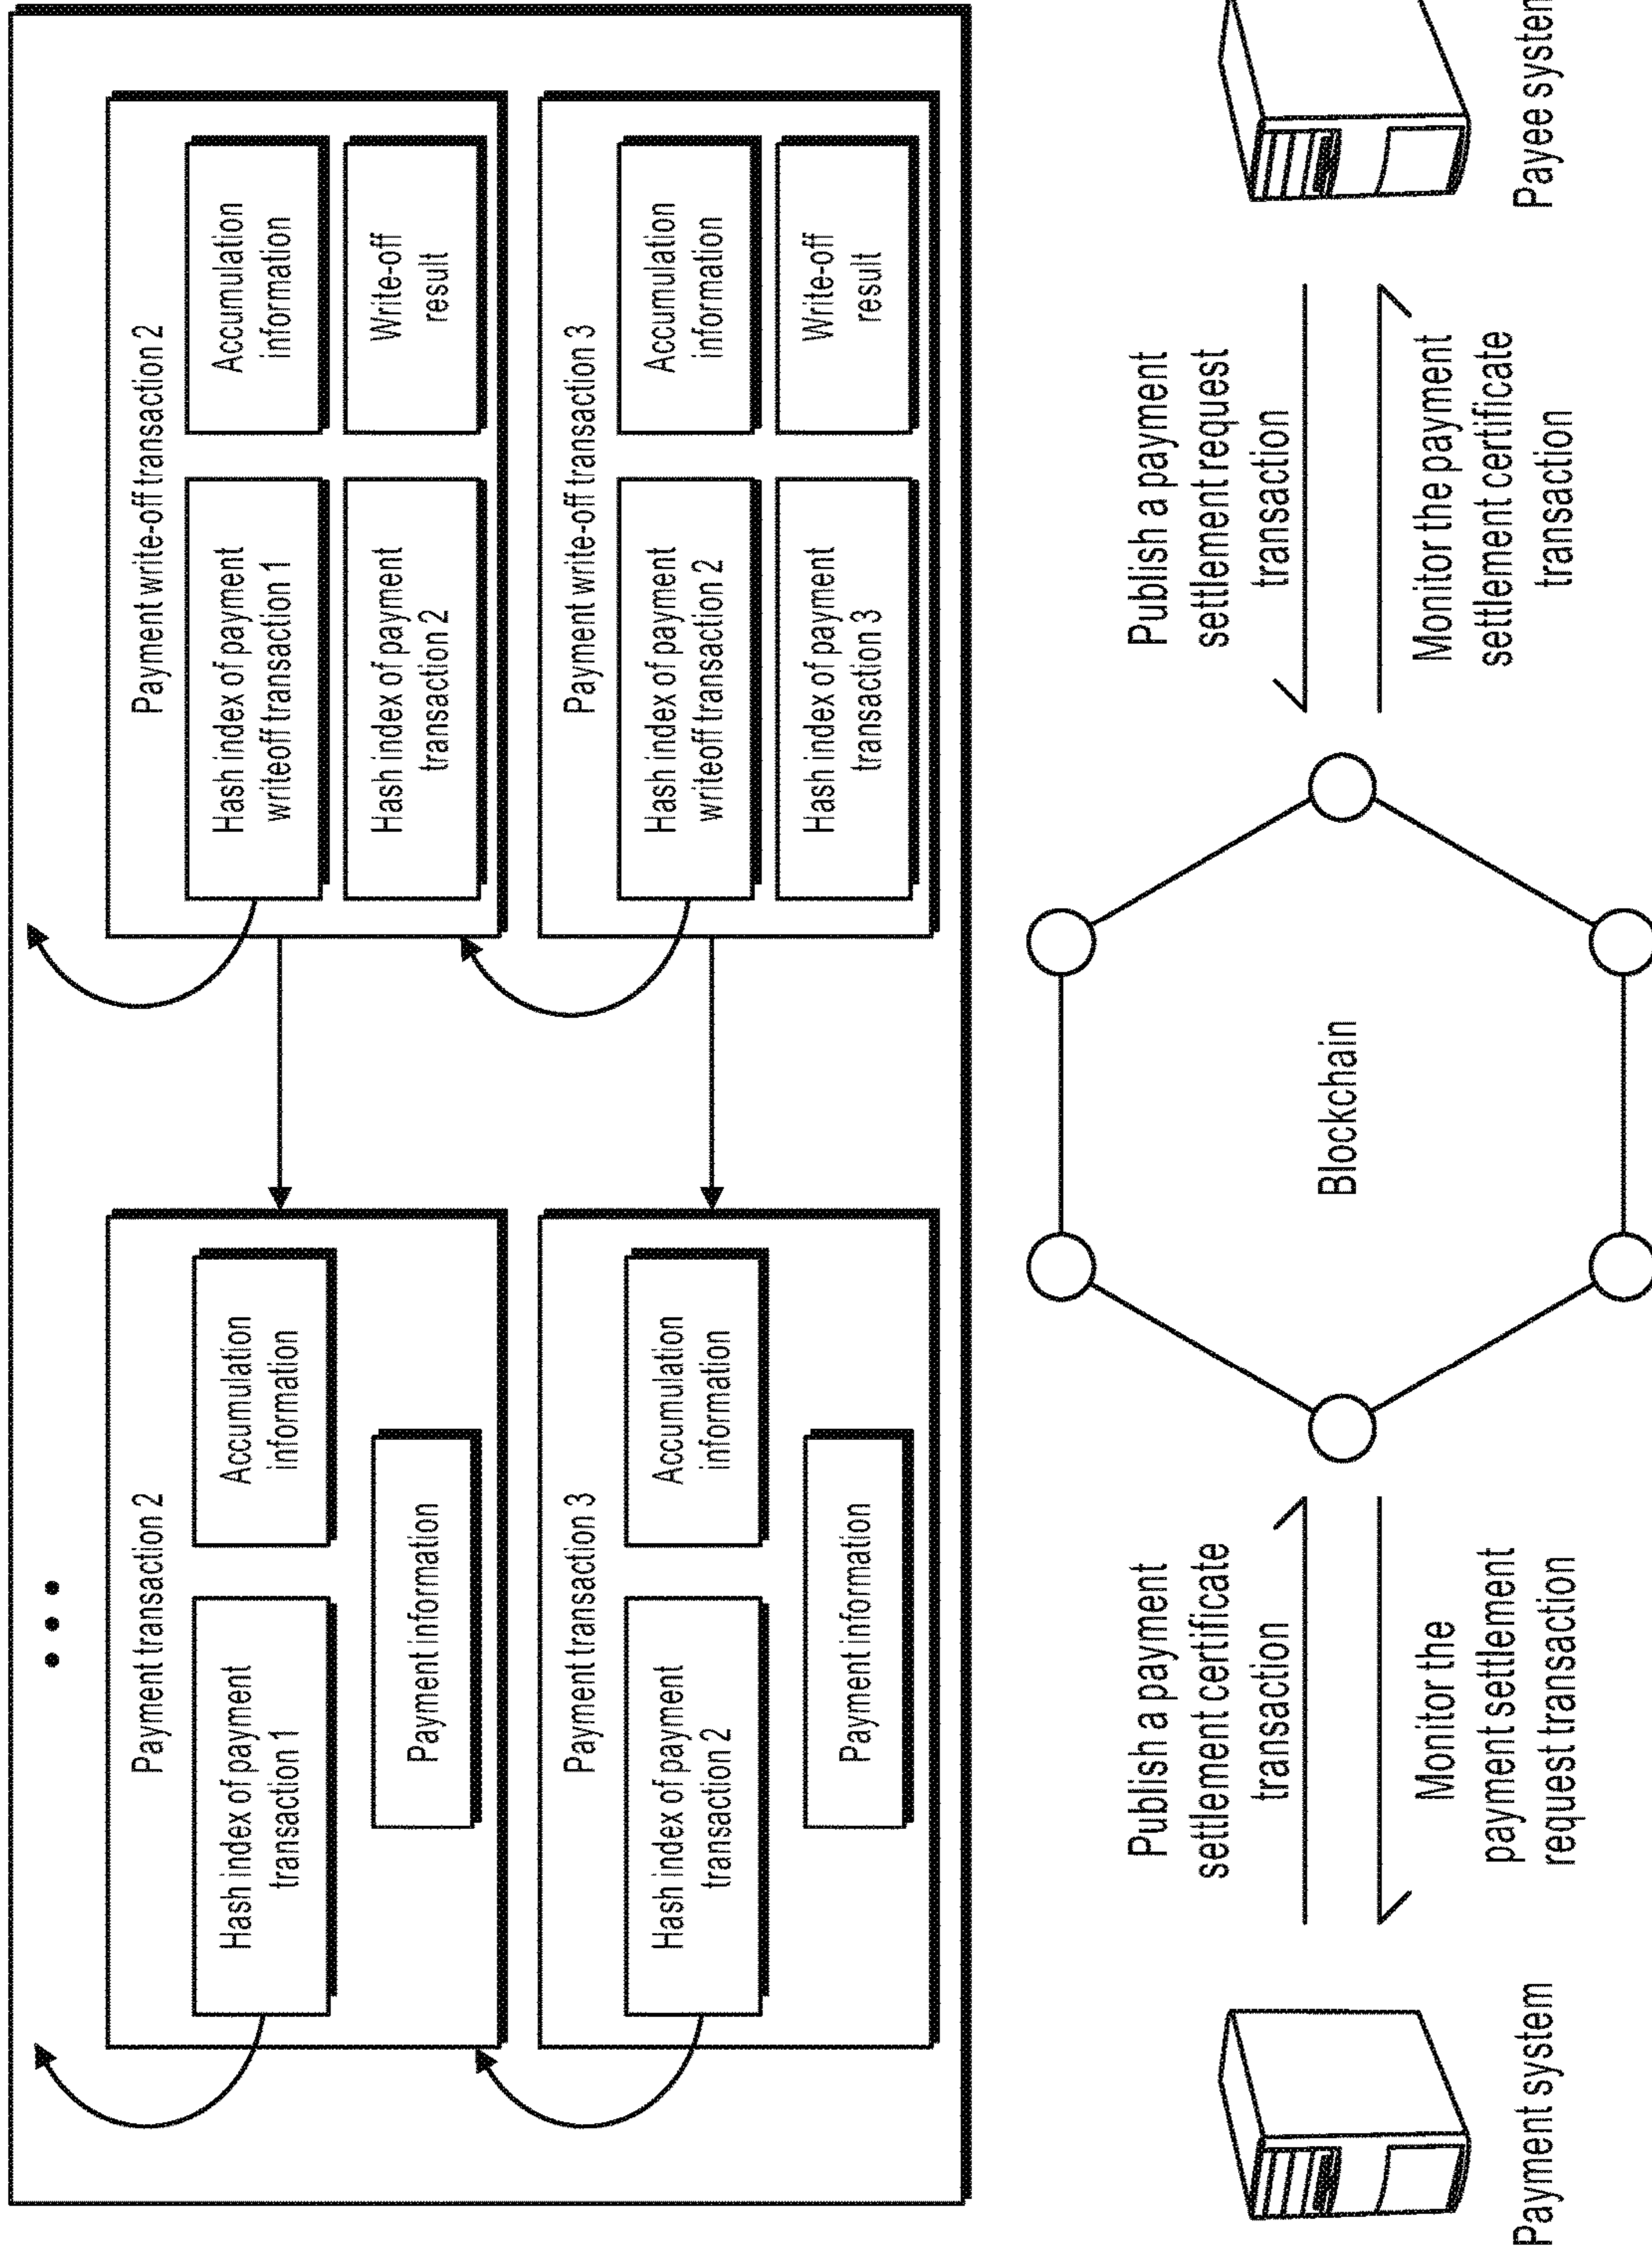 Payment transaction 2
Hash index of payment
transaction 1
Accumulation
information
Payment information
Payment write-off transaction 2
Hash index of payment
writeoff transaction 1
Accumulation
information
Hash index of payment
transaction 2
Write-off
result
Payment transaction 3
Hash index of payment
transaction 2
Accumulation
information
Payment information
Payment write-off transaction 3
Hash index of payment
writeoff transaction 2
Accumulation
information
Hash index of payment
transaction 3
Write-off
result
Publish a payment
settlement certificate
transaction
Monitor the
payment settlement
request transaction
Payment system
Blockchain
Publish a payment
settlement request
transaction
Monitor the payment
settlement certificate
transaction
Payee system